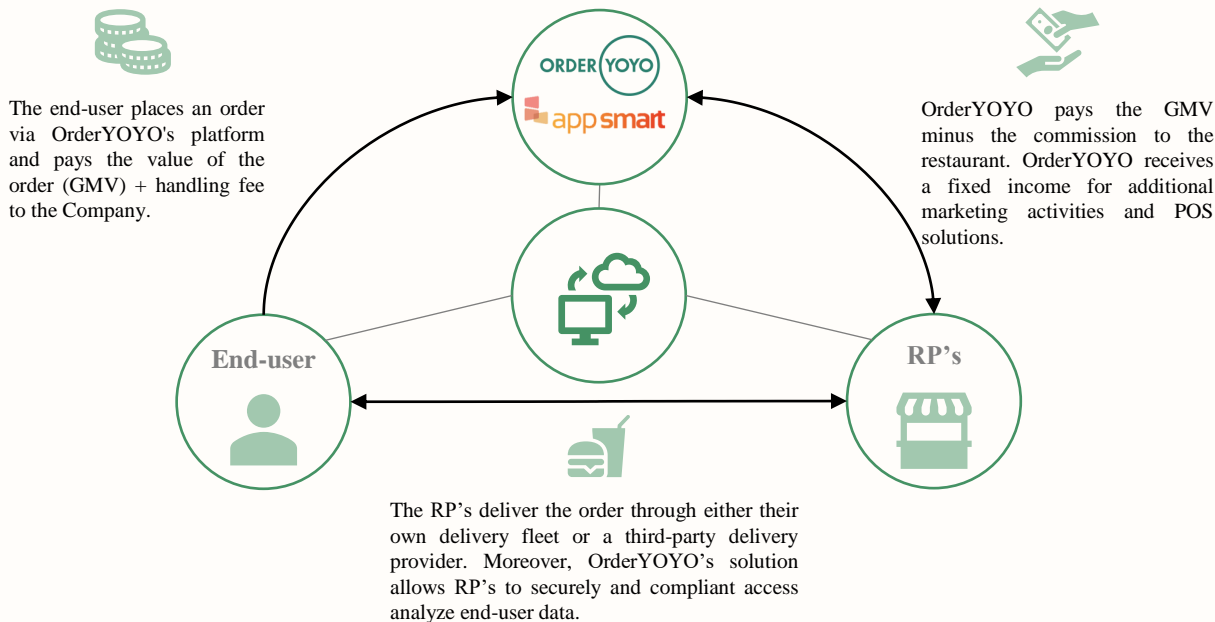 ORDER YOYO
app smart
The end-user places an order
via OrderYOYO's platform
and pays the value of the
order (GMV) + handling fee
to the Company.
OrderYOYO pays the GMV
minus the commission to the
restaurant. OrderYOYO receives
a fixed income for additional
marketing activities and POS
solutions.
End-user
RP’s
The RP’s deliver the order through either their
own delivery fleet or a third-party delivery
provider. Moreover, OrderYOYO’s solution
allows RP’s to securely and compliant access
analyze end-user data.